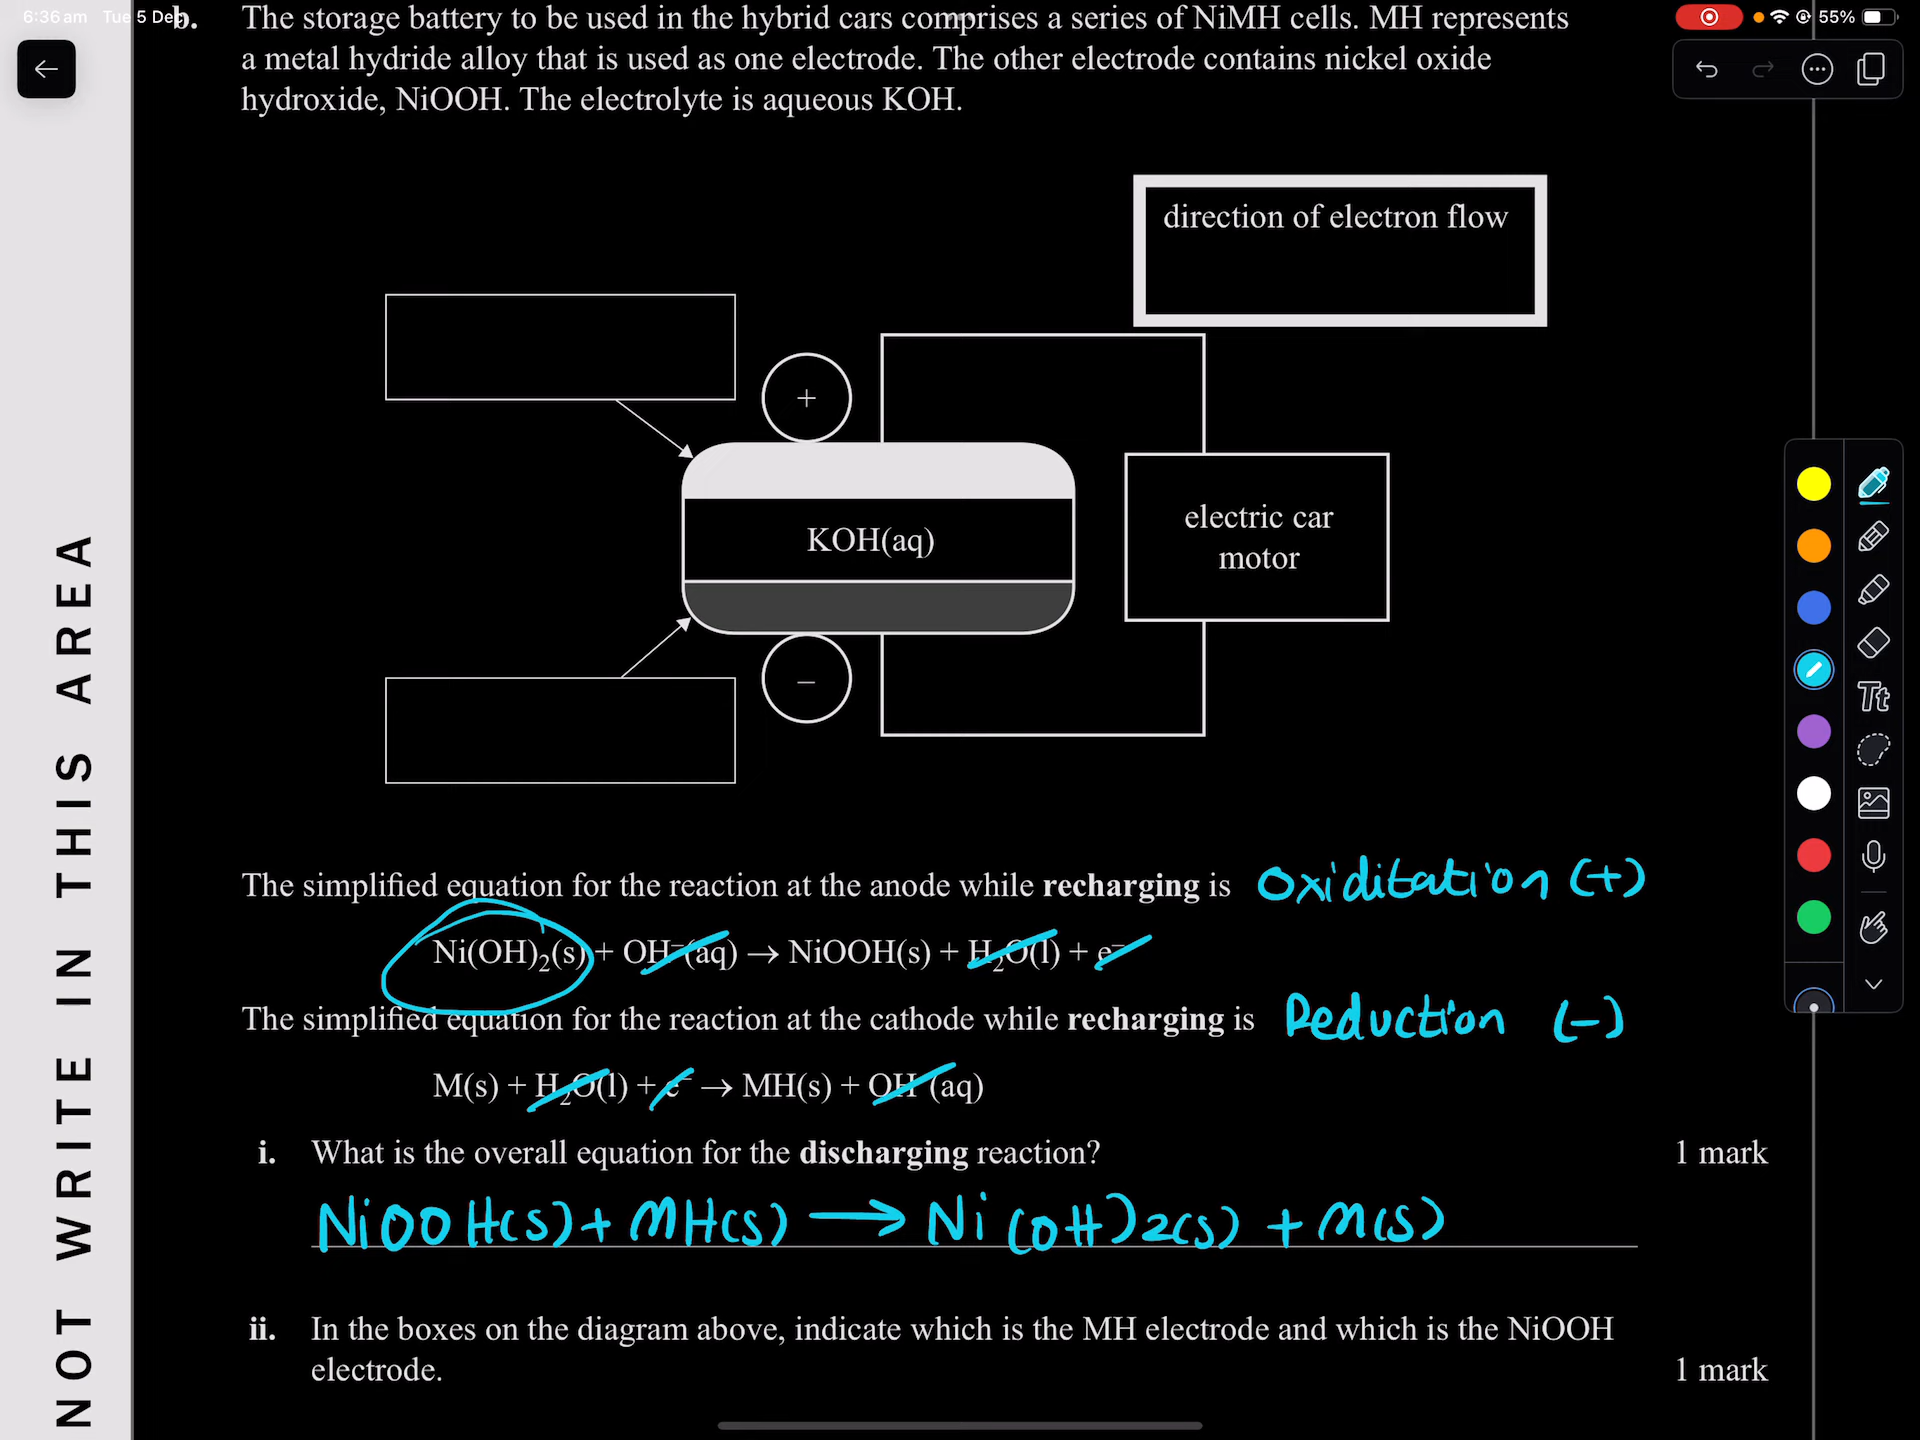 6:36 am Tue 5 Dec
55%
b. The storage battery to be used in the hybrid cars comprises a series of NiMH cells. MH represents
a metal hydride alloy that is used as one electrode. The other electrode contains nickel oxide
hydroxide, NiOOH. The electrolyte is aqueous KOH.
direction of electron flow
+
KOH(aq)
electric car
motor
–
The simplified equation for the reaction at the anode while recharging is Oxiditation (+)
Ni(OH)₂(s) + OH⁻(aq) → NiOOH(s) + H₂O(l) + e⁻
The simplified equation for the reaction at the cathode while recharging is Reduction (−)
M(s) + H₂O(l) + e⁻ → MH(s) + OH⁻(aq)
i. What is the overall equation for the discharging reaction? 1 mark
NiOOH(s) + MH(s) → Ni(OH)2(s) + M(s)
ii. In the boxes on the diagram above, indicate which is the MH electrode and which is the NiOOH
electrode. 1 mark
NOT WRITE IN THIS AREA
Tt